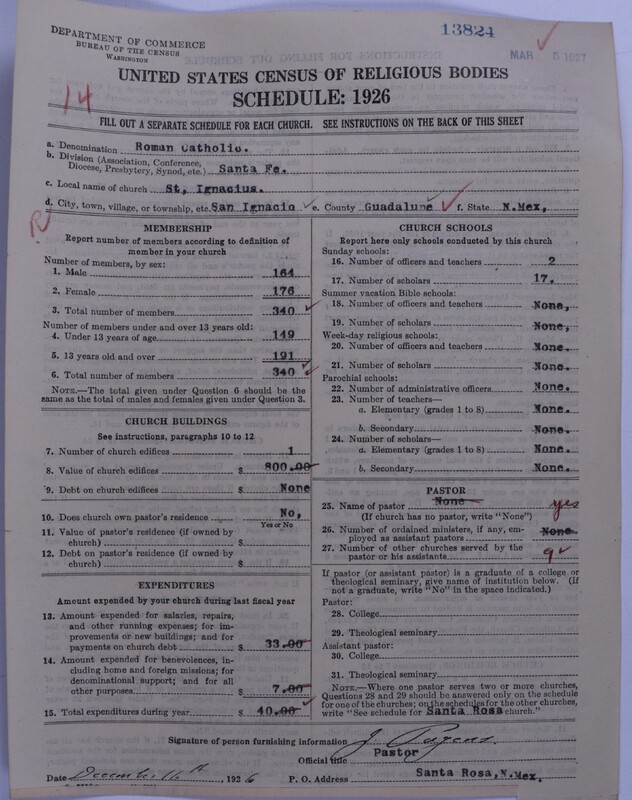 DEPARTMENT OF COMMERCE
BUREAU OF THE CENSUS
WASHINGTON
13824
MAR 5 1927
14
UNITED STATES CENSUS OF RELIGIOUS BODIES
SCHEDULE: 1926
FILL OUT A SEPARATE SCHEDULE FOR EACH CHURCH. SEE INSTRUCTIONS ON THE BACK OF THIS SHEET
a. Denomination Roman Catholic.
b. Division (Association, Conference, Diocese, Presbytery, Synod, etc.) Santa Fe.
c. Local name of church St, Ignacius.
d. City, town, village, or township, etc. San Ignacio e. County Guadalupe f. State N.Mex,
R
MEMBERSHIP
Report number of members according to definition of
member in your church
Number of members, by sex:
1. Male 164
2. Female 176
3. Total number of members 340
Number of members under and over 13 years old:
4. Under 13 years of age 149
5. 13 years old and over 191
6. Total number of members 340
NOTE.—The total given under Question 6 should be
same as the total of males and females given under Question 3.
CHURCH BUILDINGS
See instructions, paragraphs 10 to 12
7. Number of church edifices 1
8. Value of church edifices $ 800.00
9. Debt on church edifices $ None
10. Does church own pastor's residence No,
Yes or No
11. Value of pastor's residence (if owned by
church) $
12. Debt on pastor's residence (if owned by
church) $
EXPENDITURES
Amount expended by your church during last fiscal year
13. Amount expended for salaries, repairs,
and other running expenses; for im-
provements or new buildings; and for
payments on church debt $ 33.00
14. Amount expended for benevolences, in-
cluding home and foreign missions; for
denominational support; and for all
other purposes $ 7.00
15. Total expenditures during year $ 40.00
CHURCH SCHOOLS
Report here only schools conducted by this church
Sunday schools:
16. Number of officers and teachers 2
17. Number of scholars 17.
Summer vacation Bible schools:
18. Number of officers and teachers None,
19. Number of scholars None,
Week-day religious schools:
20. Number of officers and teachers None.
21. Number of scholars None.
Parochial schools:
22. Number of administrative officers None.
23. Number of teachers—
a. Elementary (grades 1 to 8) None.
b. Secondary None.
24. Number of scholars—
a. Elementary (grades 1 to 8) None.
b. Secondary None.
PASTOR
25. Name of pastor None yes
(If church has no pastor, write "None")
26. Number of ordained ministers, if any, em-
ployed as assistant pastors None.
27. Number of other churches served by the
pastor or his assistants 9
If pastor (or assistant pastor) is a graduate of a college or
theological seminary, give name of institution below. (If
not a graduate, write "No" in the space indicated.)
Pastor:
28. College
29. Theological seminary
Assistant pastor:
30. College
31. Theological seminary
NOTE.—Where one pastor serves two or more churches,
Questions 28 and 29 should be answered only on the schedule
for one of the churches; on the schedules for the other churches,
write "See schedule for Santa Rosa church."
Signature of person furnishing information J.
Official title Pastor
Date December 16th, 1926 P. O. Address Santa Rosa, N.Mex,